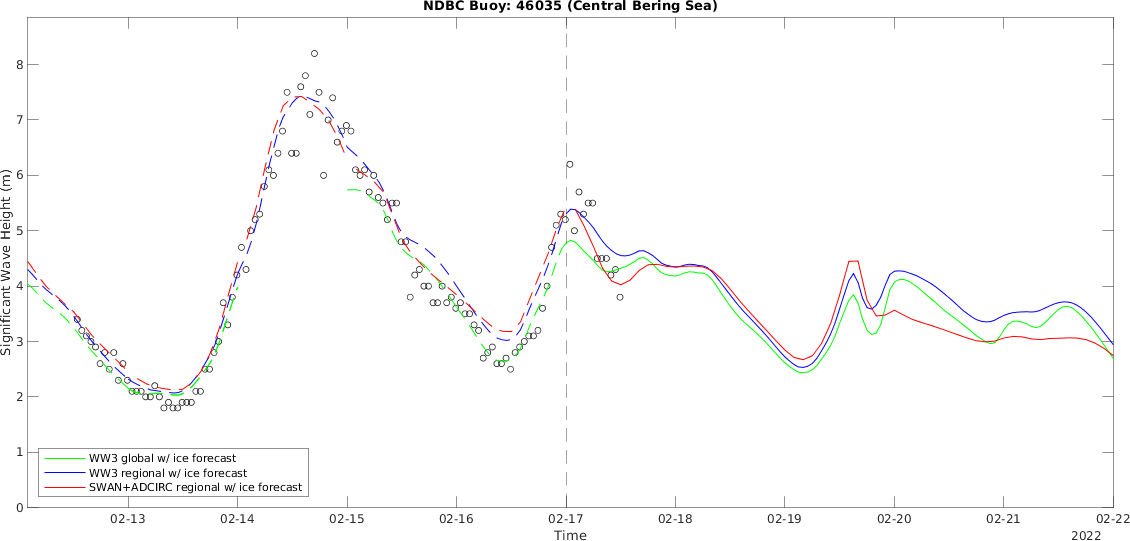 NDBC Buoy: 46035 (Central Bering Sea)
Significant Wave Height (m)
8
7
6
5
4
3
2
1
0
WW3 global w/ ice forecast
WW3 regional w/ ice forecast
SWAN+ADCIRC regional w/ ice forecast
02-13 02-14 02-15 02-16 02-17 02-18 02-19 02-20 02-21 02-22
Time
2022